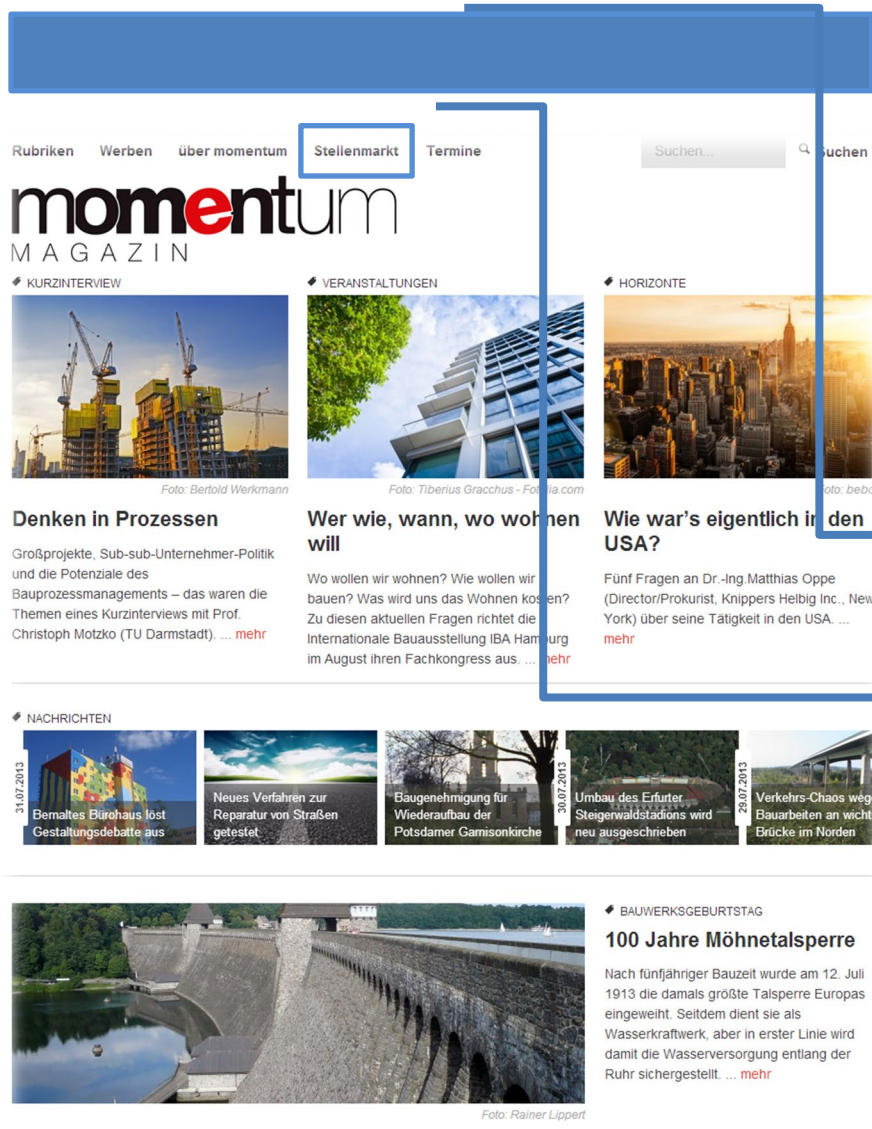 Rubriken Werben über momentum Stellenmarkt Termine Suchen... Suchen
momentum
MAGAZIN
KURZINTERVIEW
Foto: Bertold Werkmann
Denken in Prozessen
Großprojekte, Sub-sub-Unternehmer-Politik
und die Potenziale des
Bauprozessmanagements – das waren die
Themen eines Kurzinterviews mit Prof.
Christoph Motzko (TU Darmstadt). ... mehr
VERANSTALTUNGEN
Foto: Tiberius Gracchus - Fotolia.com
Wer wie, wann, wo wohnen
will
Wo wollen wir wohnen? Wie wollen wir
bauen? Was wird uns das Wohnen kosten?
Zu diesen aktuellen Fragen richtet die
Internationale Bauausstellung IBA Hamburg
im August ihren Fachkongress aus. ... mehr
HORIZONTE
Foto: bebo
Wie war's eigentlich in den
USA?
Fünf Fragen an Dr.-Ing.Matthias Oppe
(Director/Prokurist, Knippers Helbig Inc., New
York) über seine Tätigkeit in den USA. ...
mehr
NACHRICHTEN
31.07.2013
Bemaltes Bürohaus löst
Gestaltungsdebatte aus
Neues Verfahren zur
Reparatur von Straßen
getestet
Baugenehmigung für
Wiederaufbau der
Potsdamer Garnisonkirche
30.07.2013
Umbau des Erfurter
Steigerwaldstadions wird
neu ausgeschrieben
29.07.2013
Verkehrs-Chaos wege
Bauarbeiten an wicht
Brücke im Norden
Foto: Rainer Lippert
BAUWERKSGEBURTSTAG
100 Jahre Möhnetalsperre
Nach fünfjähriger Bauzeit wurde am 12. Juli
1913 die damals größte Talsperre Europas
eingeweiht. Seitdem dient sie als
Wasserkraftwerk, aber in erster Linie wird
damit die Wasserversorgung entlang der
Ruhr sichergestellt. ... mehr